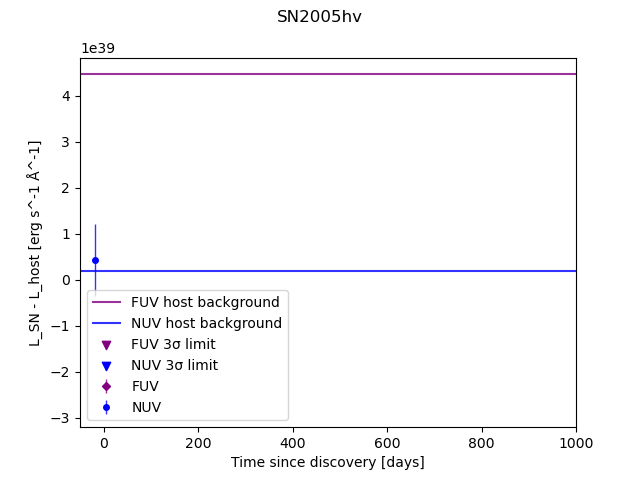 SN2005hv
1e39
4
3
2
1
0
−1
−2
−3
L_SN - L_host [erg s^-1 Å^-1]
FUV host background
NUV host background
FUV 3σ limit
NUV 3σ limit
FUV
NUV
0 200 400 600 800 1000
Time since discovery [days]